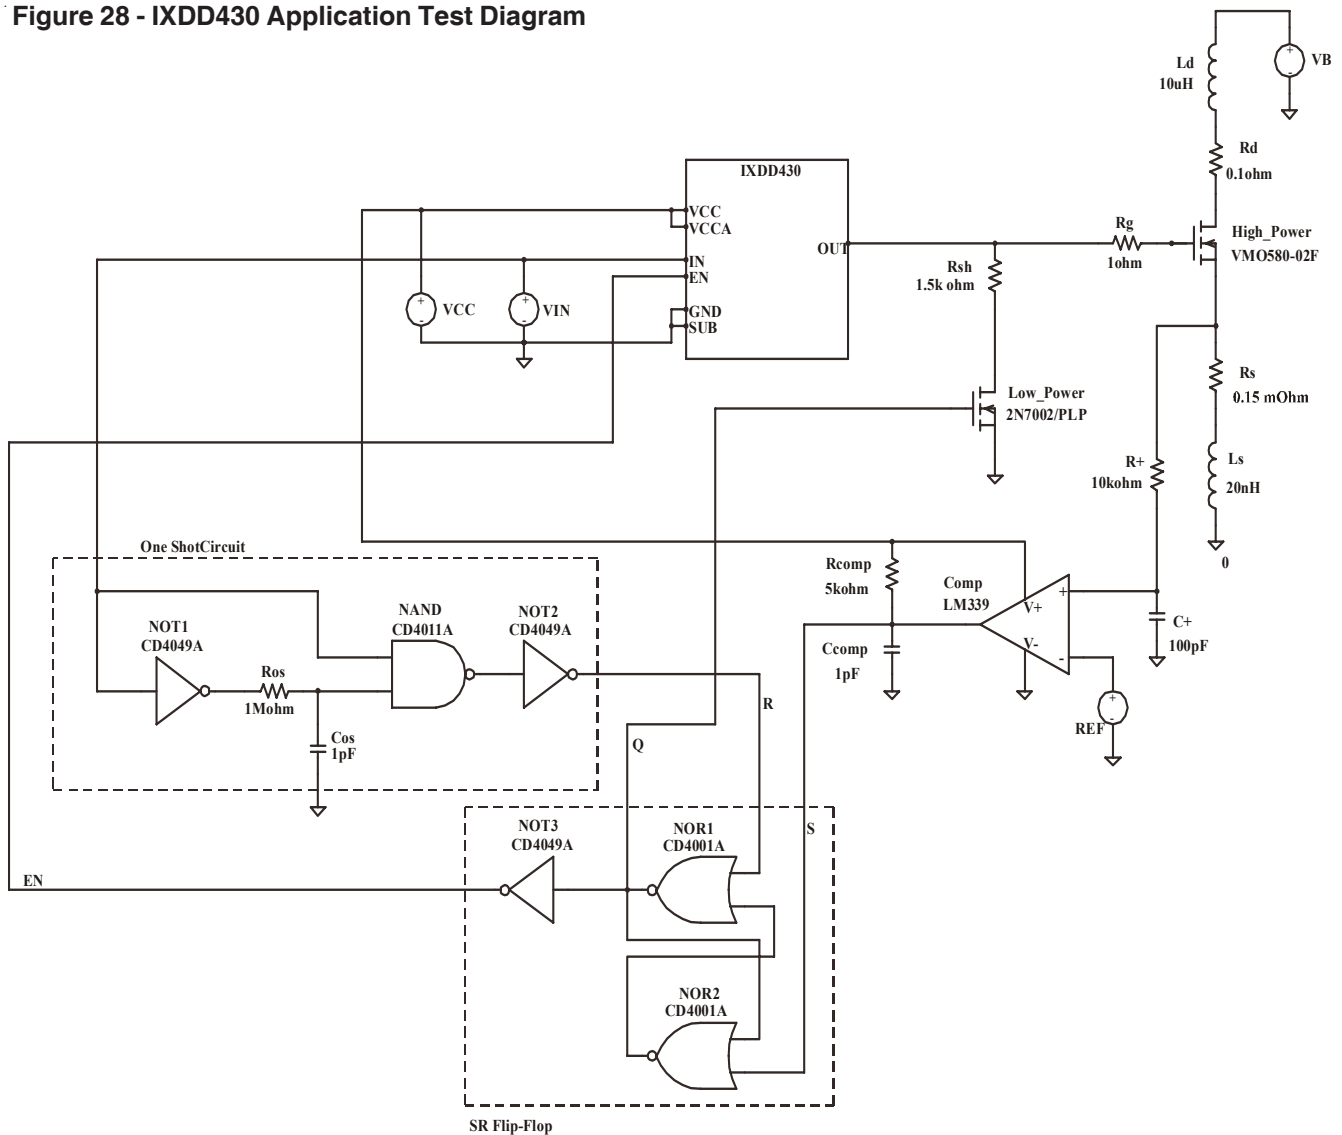 Figure 28 - IXDD430 Application Test Diagram
Ld
10uH
+
-
VB
Rd
0.1ohm
IXDD430
VCC
VCCA
IN
EN
GND
SUB
OUT
+
-
VCC
+
-
VIN
Rg
1ohm
High_Power
VMO580-02F
Rsh
1.5k ohm
Low_Power
2N7002/PLP
Rs
0.15 mOhm
R+
10kohm
Ls
20nH
0
One ShotCircuit
NOT1
CD4049A
Ros
1Mohm
Cos
1pF
NAND
CD4011A
NOT2
CD4049A
Rcomp
5kohm
Comp
LM339
V+
V-
+
-
Ccomp
1pF
C+
100pF
REF
+
-
R
Q
S
EN
NOT3
CD4049A
NOR1
CD4001A
NOR2
CD4001A
SR Flip-Flop